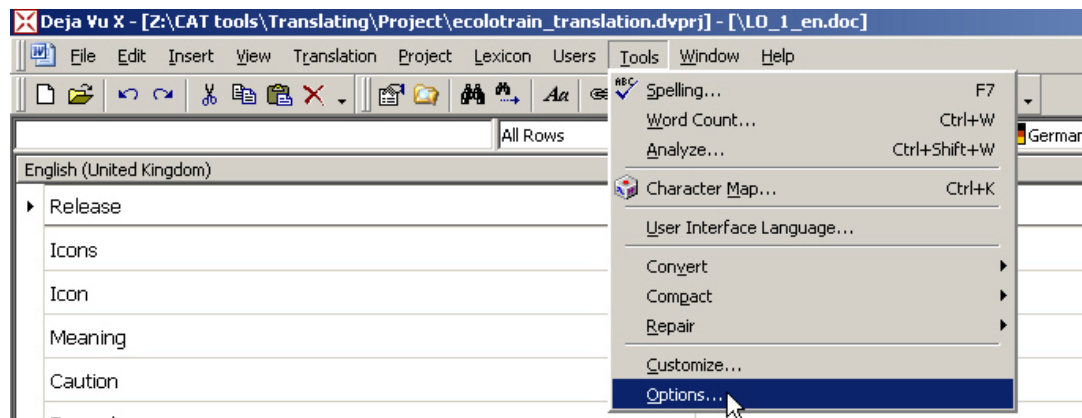 Deja Vu X - [Z:\CAT tools\Translating\Project\ecolotrain_translation.dvprj] - [\LO_1_en.doc]
File Edit Insert View Translation Project Lexicon Users Tools Window Help
Aa
ABC Spelling... F7
Word Count... Ctrl+W
Analyze... Ctrl+Shift+W
Character Map... Ctrl+K
User Interface Language...
Convert
Compact
Repair
Customize...
Options...
All Rows
English (United Kingdom)
Release
Icons
Icon
Meaning
Caution